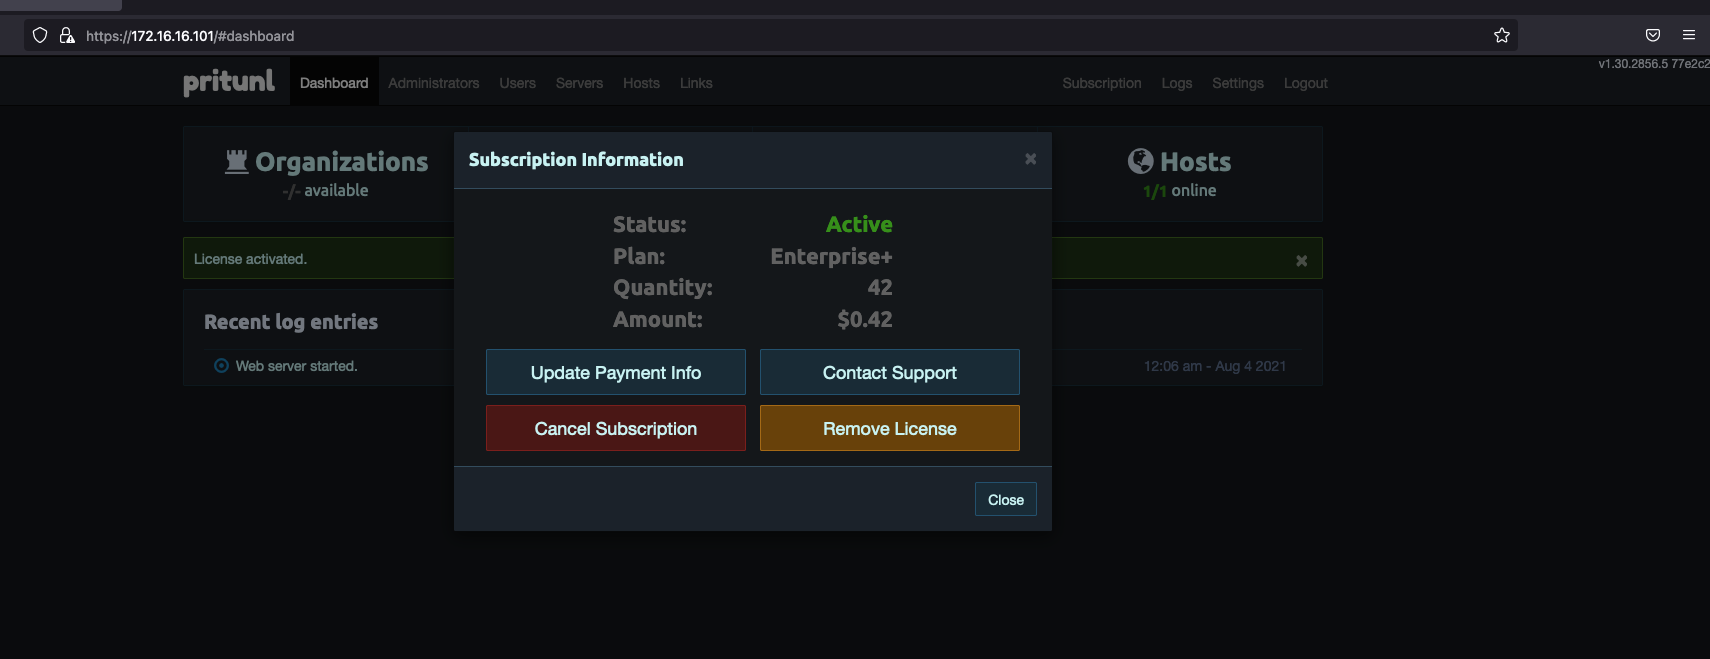 https://172.16.16.101/#dashboard
v1.30.2856.5 77e2c2
pritunl Dashboard Administrators Users Servers Hosts Links Subscription Logs Settings Logout
Organizations
-/- available
Hosts
1/1 online
License activated.
Recent log entries
Web server started.
12:06 am - Aug 4 2021
Subscription Information
Status: Active
Plan: Enterprise+
Quantity: 42
Amount: $0.42
Update Payment Info Contact Support
Cancel Subscription Remove License
Close